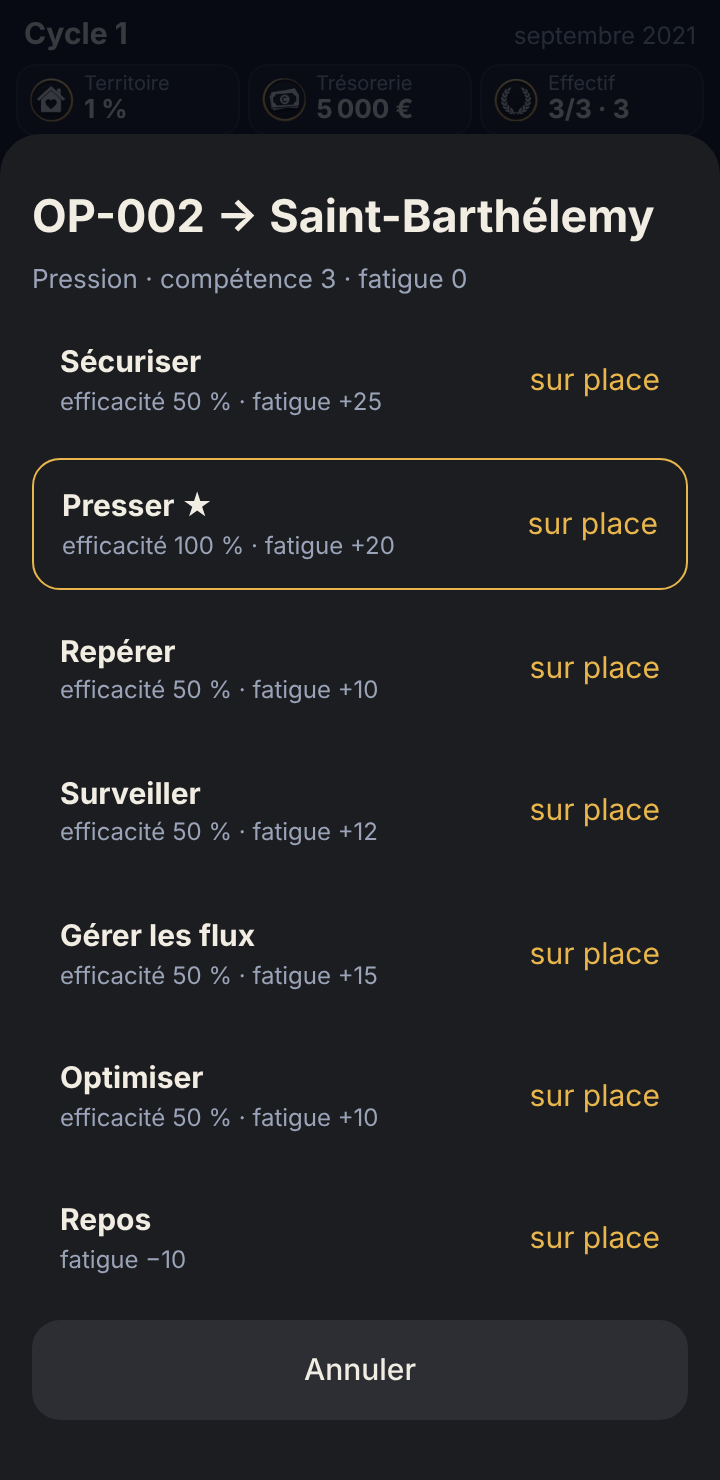 Cycle 1
septembre 2021
Territoire
1 %
Trésorerie
5 000 €
Effectif
3/3 · 3
OP-002 → Saint-Barthélemy
Pression · compétence 3 · fatigue 0
Sécuriser
efficacité 50 % · fatigue +25
sur place
Presser ★
efficacité 100 % · fatigue +20
sur place
Repérer
efficacité 50 % · fatigue +10
sur place
Surveiller
efficacité 50 % · fatigue +12
sur place
Gérer les flux
efficacité 50 % · fatigue +15
sur place
Optimiser
efficacité 50 % · fatigue +10
sur place
Repos
fatigue −10
sur place
Annuler